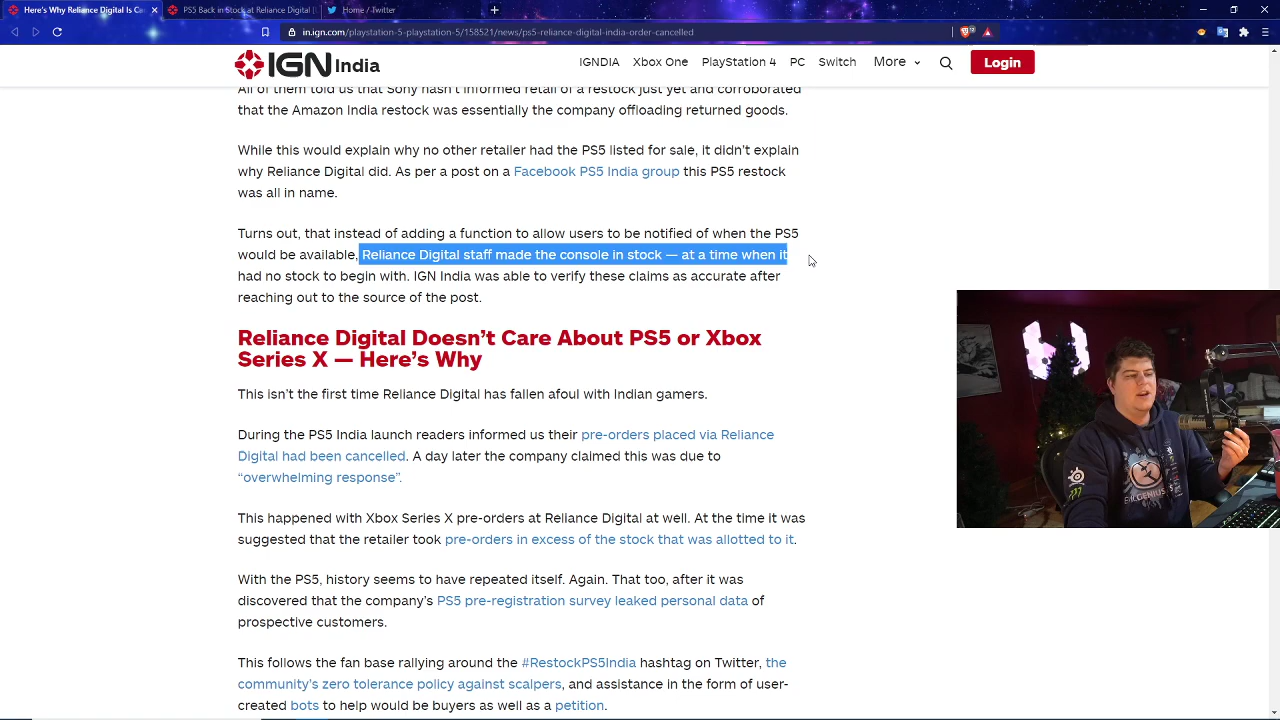 Here's Why Reliance Digital Is Ca
PS5 Back in Stock at Reliance Digital (
Home / Twitter
in.ign.com/playstation-5-playstation-5/158521/news/ps5-reliance-digital-india-order-cancelled
IGN India
IGNDIA Xbox One PlayStation 4 PC Switch More Login
All of them told us that Sony hasn't informed retail of a restock just yet and corroborated
that the Amazon India restock was essentially the company offloading returned goods.
While this would explain why no other retailer had the PS5 listed for sale, it didn't explain
why Reliance Digital did. As per a post on a Facebook PS5 India group this PS5 restock
was all in name.
Turns out, that instead of adding a function to allow users to be notified of when the PS5
would be available, Reliance Digital staff made the console in stock — at a time when it
had no stock to begin with. IGN India was able to verify these claims as accurate after
reaching out to the source of the post.
Reliance Digital Doesn't Care About PS5 or Xbox
Series X — Here's Why
This isn't the first time Reliance Digital has fallen afoul with Indian gamers.
During the PS5 India launch readers informed us their pre-orders placed via Reliance
Digital had been cancelled. A day later the company claimed this was due to
“overwhelming response”.
This happened with Xbox Series X pre-orders at Reliance Digital at well. At the time it was
suggested that the retailer took pre-orders in excess of the stock that was allotted to it.
With the PS5, history seems to have repeated itself. Again. That too, after it was
discovered that the company's PS5 pre-registration survey leaked personal data of
prospective customers.
This follows the fan base rallying around the #RestockPS5India hashtag on Twitter, the
community's zero tolerance policy against scalpers, and assistance in the form of user-
created bots to help would be buyers as well as a petition.